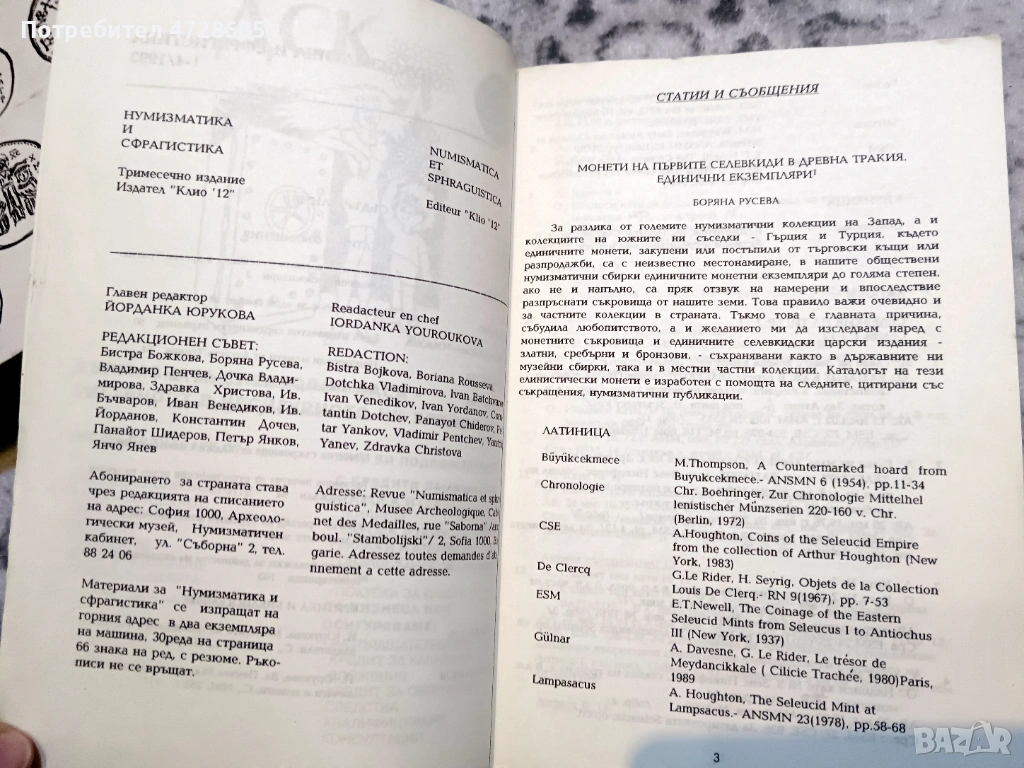 Потребител 4728685
1-4/1992
НУМИЗМАТИКА
И
СФРАГИСТИКА
Тримесечно издание
Издател "Клио '12"
NUMISMATICA
ET
SPHRAGUISTICA
Editeur "Klio '12"
Главен редактор
ЙОРДАНКА ЮРУКОВА
Readacteur en chef
IORDANKA YOUROUKOVA
РЕДАКЦИОНЕН СЪВЕТ:
Бистра Божкова, Боряна Русева,
Владимир Пенчев, Дочка Влади-
мирова, Здравка Христова, Ив.
Бъчваров, Иван Венедиков, Ив.
Йорданов, Константин Дочев,
Панайот Шидеров, Петър Янков,
Янчо Янев
REDACTION:
Bistra Bojkova, Boriana Rousseva,
Dotchka Vladimirova, Ivan
Ivan Venedikov, Ivan Yordanov,
tantin Dotchev, Panayot Chiderov,
tar Yankov, Vladimir Pentchev,
Yanev, Zdravka Christova
Абонирането за страната става
чрез редакцията на списанието
на адрес: София 1000, Археоло-
гически музей, Нумизматичен
кабинет, ул. "Съборна" 2, тел.
88 24 06
Adresse: Revue "Numismatica et
guistica", Musee Archeologique,
net des Medailles, rue "Saborna"
boul. "Stambolijski"/ 2, Sofia 1000,
garie. Adressez toutes demandes
nnement a cette adresse.
Материали за "Нумизматика и
сфрагистика" се изпращат на
горния адрес в два екземпляра
на машина, 30реда на страница
66 знака на ред, с резюме. Ръко-
писи не се връщат.
СТАТИИ И СЪОБЩЕНИЯ
МОНЕТИ НА ПЪРВИТЕ СЕЛЕВКИДИ В ДРЕВНА ТРАКИЯ.
ЕДИНИЧНИ ЕКЗЕМПЛЯРИ¹
БОРЯНА РУСЕВА
За разлика от големите нумизматични колекции на Запад, а и
колекциите на южните ни съседки - Гърция и Турция, където
единичните монети, закупени или постъпили от търговски къщи или
разпродажби, са с неизвестно местонамиране, в нашите обществени
нумизматични сбирки единичните монетни екземпляри до голяма степен,
ако не и напълно, са пряк отзвук на намерени и впоследствие
разпръснати съкровища от нашите земи. Това правило важи очевидно и
за частните колекции в страната. Тъкмо това е главната причина,
събудила любопитството, а и желанието ми да изследвам наред с
монетните съкровища и единичните селевкидски царски издания -
златни, сребърни и бронзови, - съхранявани както в държавните ни
музейни сбирки, така и в местни частни колекции. Каталогът на тези
елинистически монети е изработен с помощта на следните, цитирани със
съкращения, нумизматични публикации.
ЛАТИНИЦА
Büyükcekmece M.Thompson, A Countermarked hoard from
Buyukcekmece.- ANSMN 6 (1954). pp.11-34
Chronologie Chr. Boehringer, Zur Chronologie Mittelhel
lenistischer Münzserien 220-160 v. Chr.
(Berlin, 1972)
CSE A.Houghton, Coins of the Seleucid Empire
from the collection of Arthur Houghton (New
York, 1983)
De Clercq G.Le Rider, H. Seyrig, Objets de la Collection
Louis De Clerq.- RN 9(1967), pp. 7-53
ESM E.T.Newell, The Coinage of the Eastern
Seleucid Mints from Seleucus I to Antiochus
III (New York, 1937)
Gülnar A. Davesne, G. Le Rider, Le trésor de
Meydancikkale ( Cilicie Trachée, 1980)Paris,
1989
Lampasacus A. Houghton, The Seleucid Mint at
Lampsacus.- ANSMN 23(1978), pp.58-68
3
BAZAR